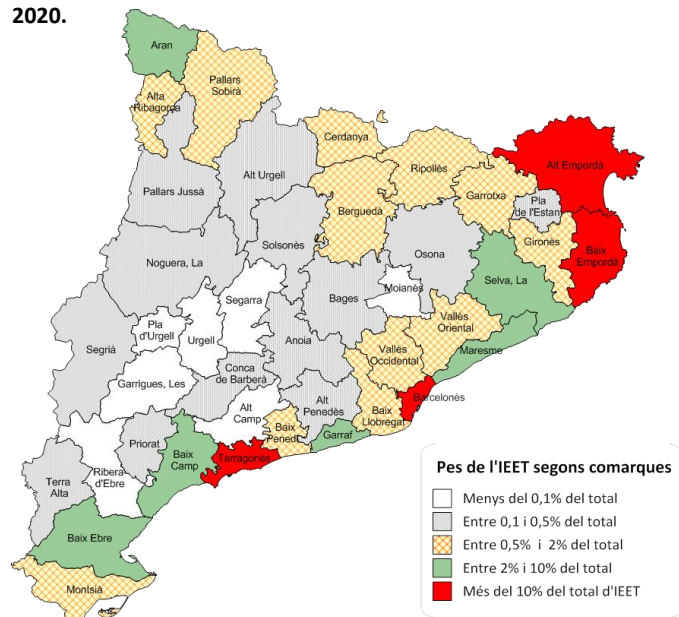 2020.
Aran
Pallars
Sobirà
Alta
Ribagorça
Cerdanya
Alt Empordà
Ripollès
Alt Urgell
Pallars Jussà
Garrotxa
Pla
de l'Estany
Berguedà
Gironès
Baix
Empordà
Solsonès
Osona
Noguera, La
Selva, La
Segarra
Bages
Moianès
Pla
d'Urgell
Urgell
Vallès
Oriental
Segrià
Anoia
Vallès
Occidental
Maresme
Conca
de Barberà
Garrigues, Les
Alt
Penedès
Barcelonès
Alt
Camp
Baix
Llobregat
Baix
Penedès
Garraf
Priorat
Baix
Camp
Tarragonès
Ribera
d'Ebre
Terra
Alta
Baix Ebre
Montsià
Pes de l'IEET segons comarques
Menys del 0,1% del total
Entre 0,1 i 0,5% del total
Entre 0,5% i 2% del total
Entre 2% i 10% del total
Més del 10% del total d'IEET